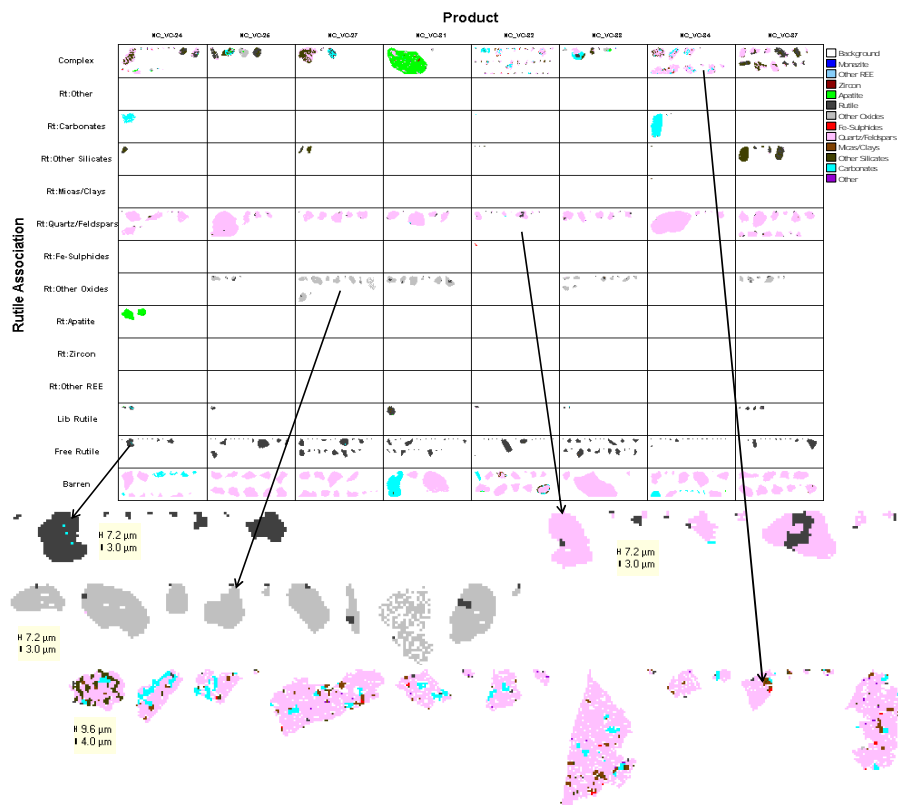 Product
Complex
Rt:Other
Rt:Carbonates
Rt:Other Silicates
Rt:Micas/Clays
Rt:Quartz/Feldspars
Rt:Fe-Sulphides
Rt:Other Oxides
Rt:Apatite
Rt:Zircon
Rt:Other REE
Lib Rutile
Free Rutile
Barren
Rutile Association
Background
Monazite
Other REE
Zircon
Apatite
Rutile
Other Oxides
Fe-Sulphides
Quartz/Feldspars
Micas/Clays
Other Silicates
Carbonates
Other
7.2 µm
3.0 µm
7.2 µm
3.0 µm
7.2 µm
3.0 µm
9.6 µm
4.0 µm